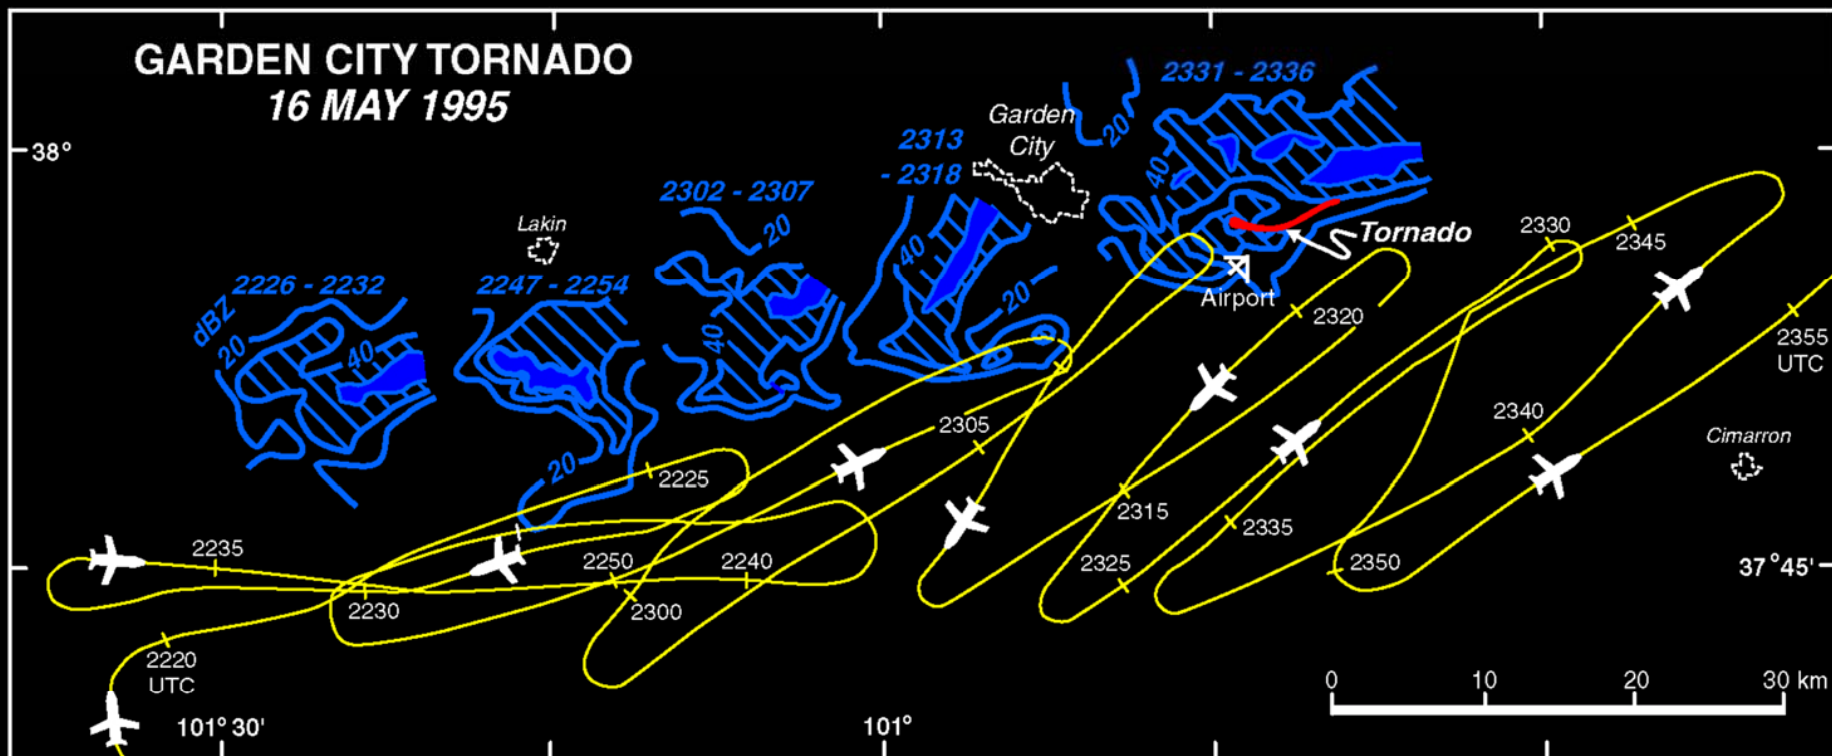 GARDEN CITY TORNADO
16 MAY 1995
38°
2331 - 2336
20
Garden
City
2313
- 2318
40
2302 - 2307
20
Lakin
40
Tornado
2330
2345
2226 - 2232
2247 - 2254
dBZ
20
40
40
20
Airport
2320
2355
UTC
2340
2305
Cimarron
20
2225
2315
2335
2235
2250
2240
2325
2350
37°45'
2230
2300
2220
UTC
0 10 20 30 km
101°30'
101°